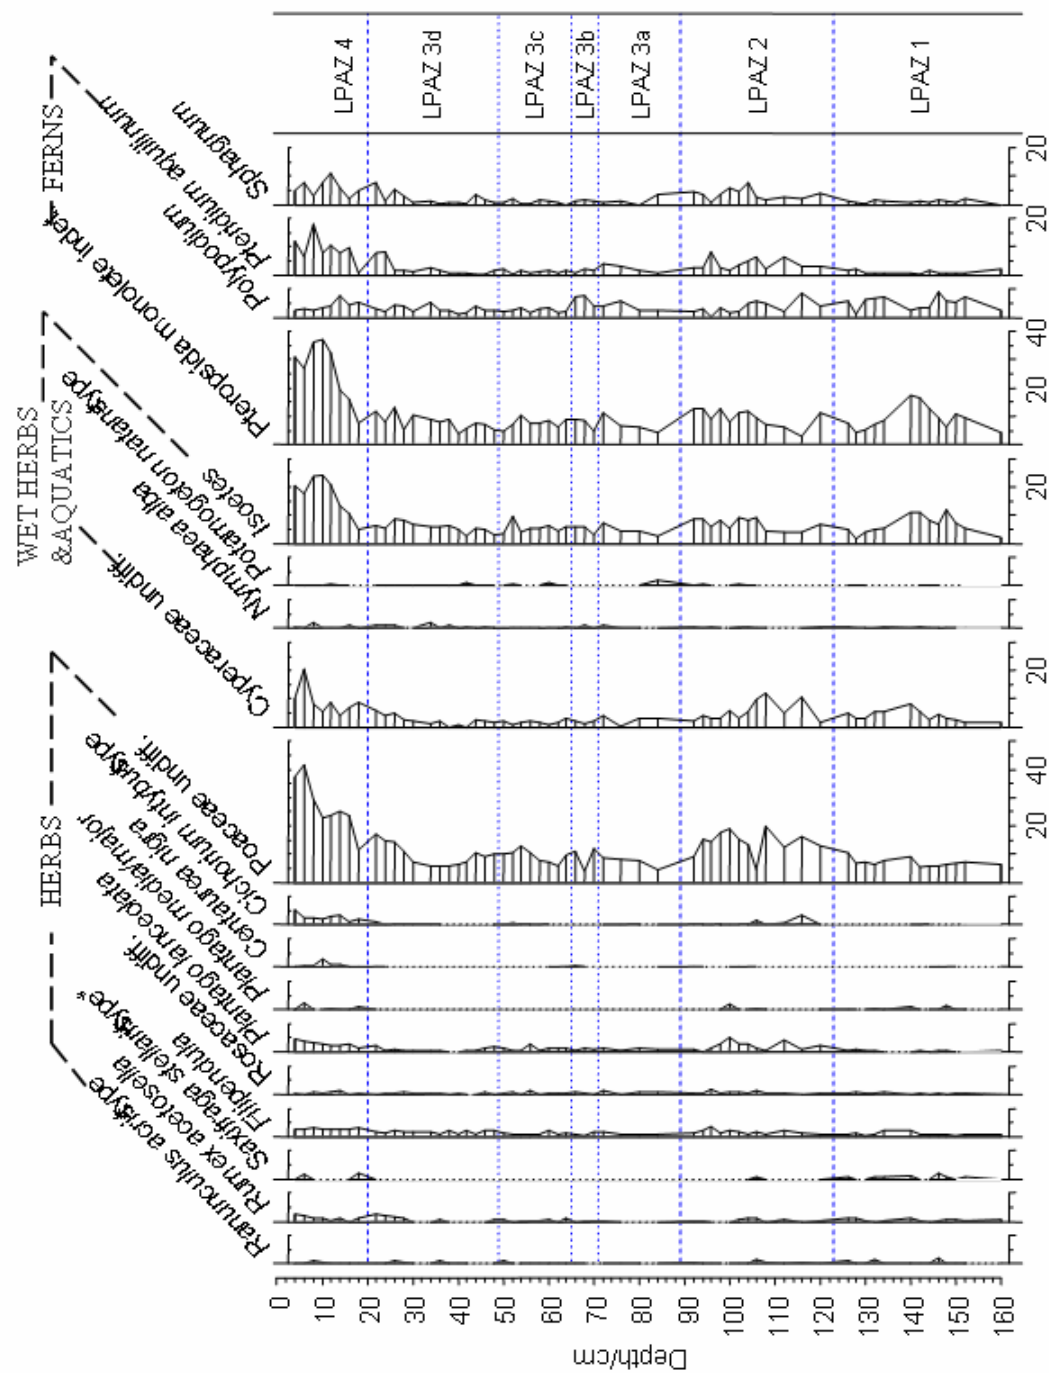 HERBS
WET HERBS
&AQUATICS
FERNS
Ranunculus acris type
Rumex acetosella
Saxifraga stellaris type*
Filipendula
Rosaceae undiff.
Plantago lanceolata
Plantago media/major
Centaurea nigra
Cichorium intybus type
Poaceae undiff.
Cyperaceae undiff.
Nymphaea alba
Potamogeton natans type
Isoetes
Pteropsida monolete indet.
Polypodium
Pteridium aquilinum
Sphagnum
LPAZ 4
LPAZ 3d
LPAZ 3c
LPAZ 3b
LPAZ 3a
LPAZ 2
LPAZ 1
0 10 20 30 40 50 60 70 80 90 100 110 120 130 140 150 160
Depth/cm
20 40
20
20
20 40
20
20